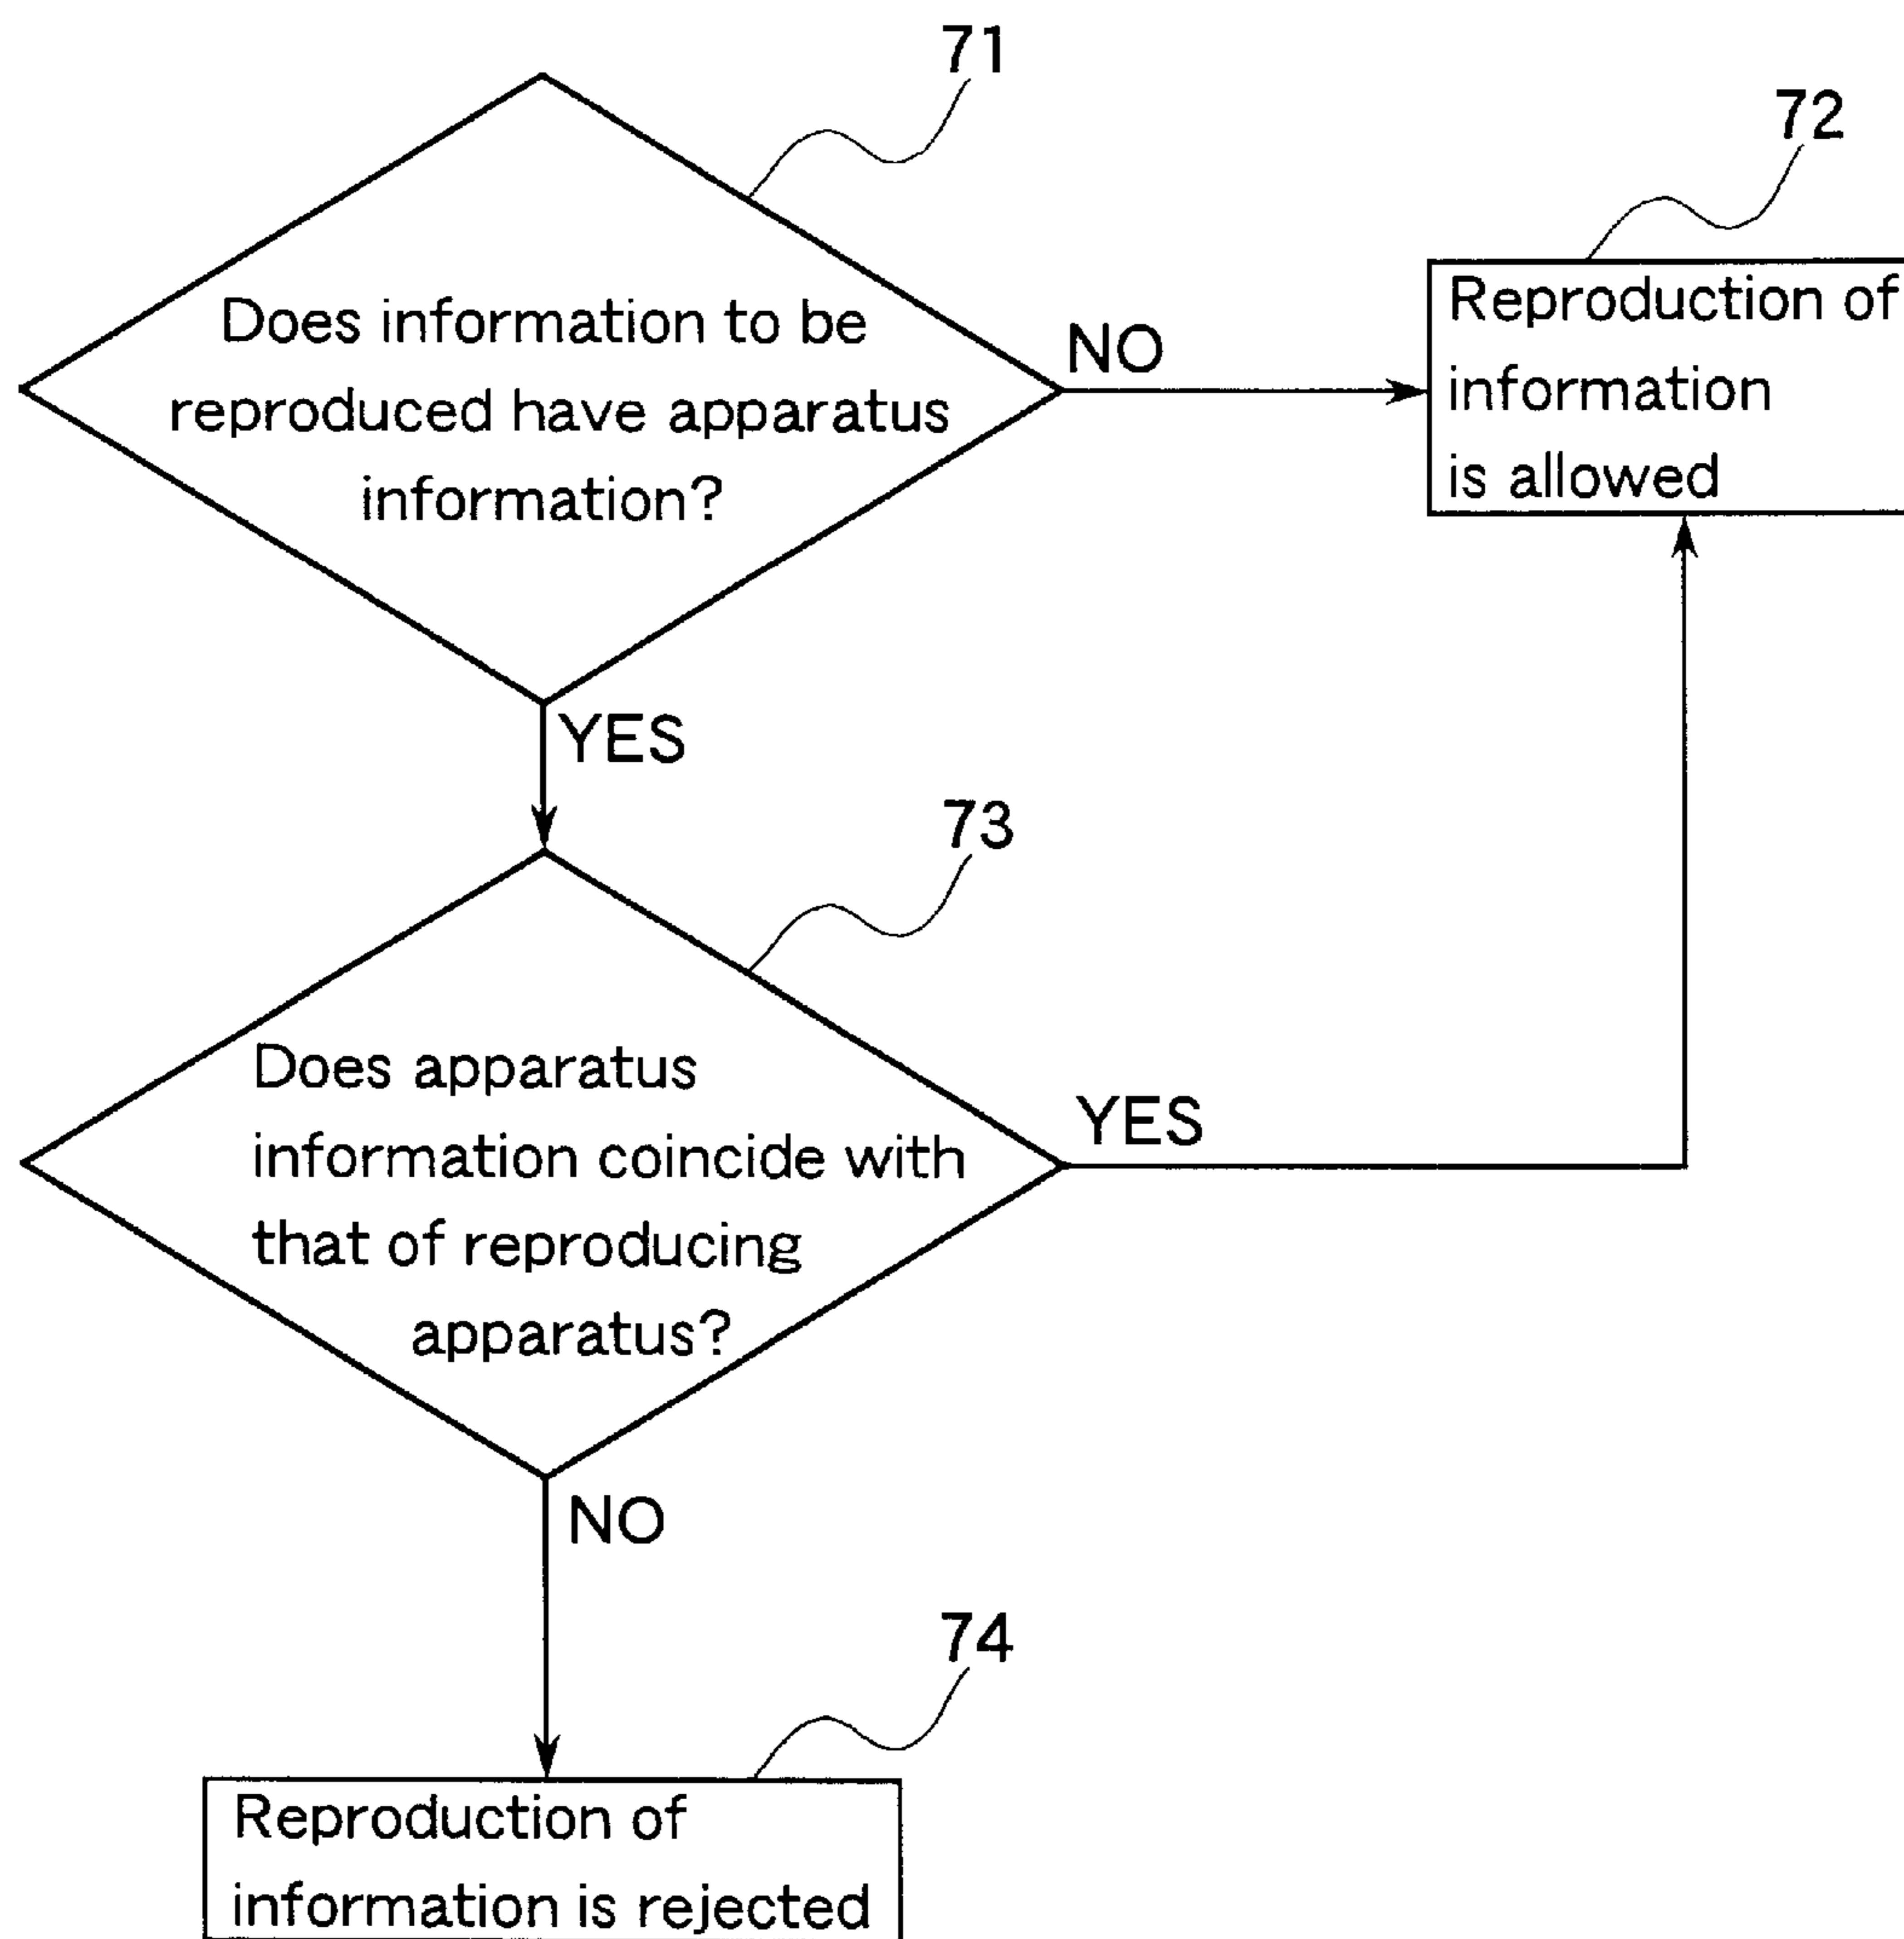 71
72
Does information to be
reproduced have apparatus
information?
NO
Reproduction of
information
is allowed
YES
73
Does apparatus
information coincide with
that of reproducing
apparatus?
YES
NO
74
Reproduction of
information is rejected